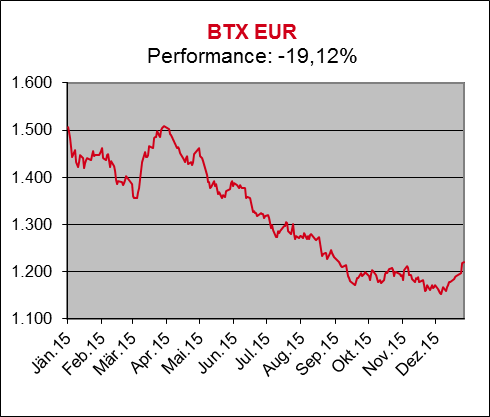 BTX EUR
Performance: -19,12%
1.600
1.500
1.400
1.300
1.200
1.100
Jän.15
Feb.15
Mär.15
Apr.15
Mai.15
Jun.15
Jul.15
Aug.15
Sep.15
Okt.15
Nov.15
Dez.15